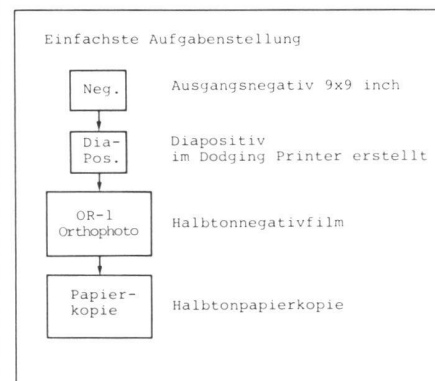 Einfachste Aufgabenstellung
Neg.
Ausgangsnegativ 9x9 inch
Dia-
Pos.
Diapositiv
im Dodging Printer erstellt
OR-1
Orthophoto
Halbtonnegativfilm
Papier-
kopie
Halbtonpapierkopie